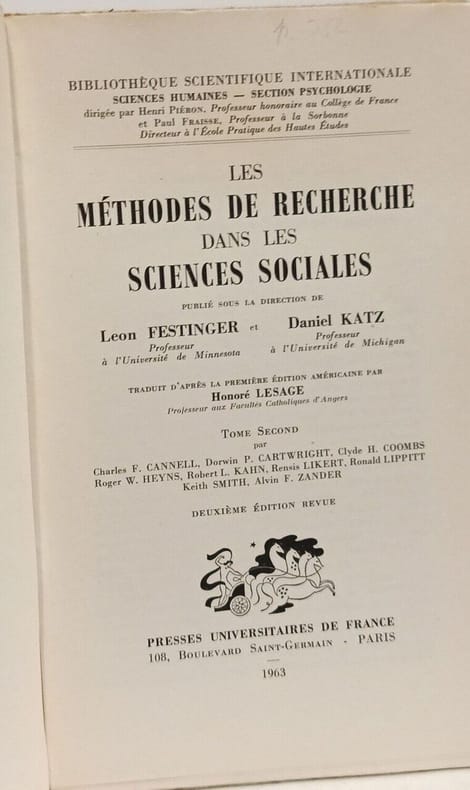 BIBLIOTHÈQUE SCIENTIFIQUE INTERNATIONALE
SCIENCES HUMAINES — SECTION PSYCHOLOGIE
dirigée par Henri PIÉRON, Professeur honoraire au Collège de France
et Paul FRAISSE, Professeur à la Sorbonne
Directeur à l'École Pratique des Hautes Études
LES
MÉTHODES DE RECHERCHE
DANS LES
SCIENCES SOCIALES
PUBLIÉ SOUS LA DIRECTION DE
Leon FESTINGER et Daniel KATZ
Professeur Professeur
à l'Université de Minnesota à l'Université de Michigan
TRADUIT D'APRÈS LA PREMIÈRE ÉDITION AMÉRICAINE PAR
Honoré LESAGE
Professeur aux Facultés Catholiques d'Angers
TOME SECOND
par
Charles F. CANNELL, Dorwin P. CARTWRIGHT, Clyde H. COOMBS
Roger W. HEYNS, Robert L. KAHN, Rensis LIKERT, Ronald LIPPITT
Keith SMITH, Alvin F. ZANDER
DEUXIÈME ÉDITION REVUE
PRESSES UNIVERSITAIRES DE FRANCE
108, BOULEVARD SAINT-GERMAIN - PARIS
1963